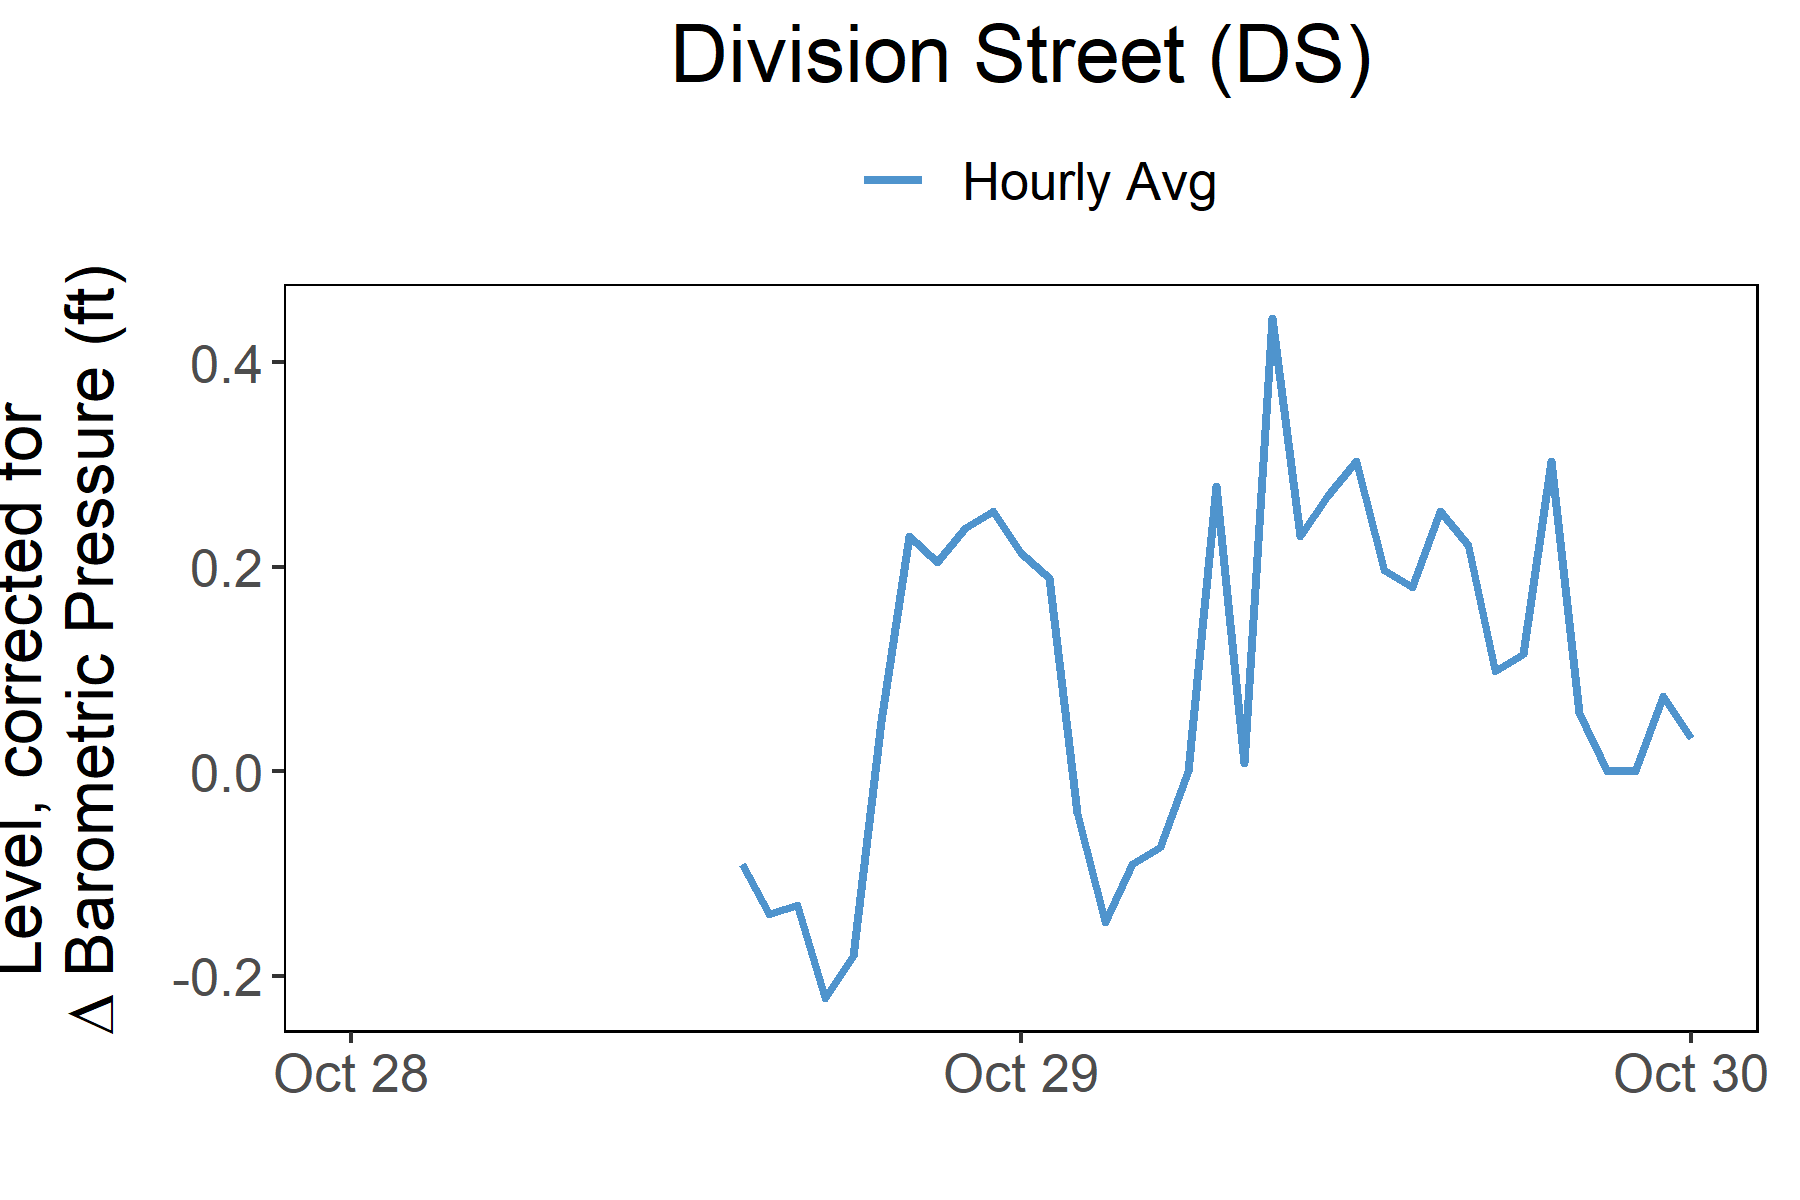 Division Street (DS)
Hourly Avg
Level, corrected for
Δ Barometric Pressure (ft)
0.4
0.2
0.0
-0.2
Oct 28
Oct 29
Oct 30